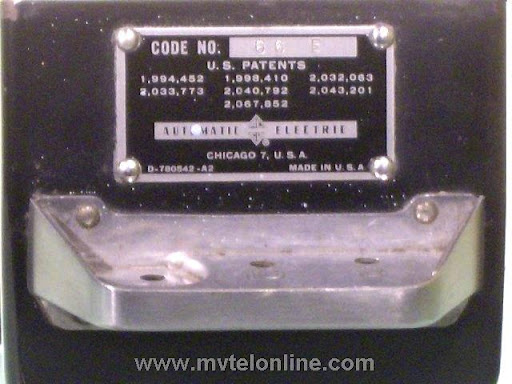 CODE NO. 66 E
U.S. PATENTS
1,994,452 1,998,410 2,032,063
2,033,773 2,040,792 2,043,201
2,067,852
AUTOMATIC ELECTRIC
CHICAGO 7, U.S.A.
D-780542-A2 MADE IN U.S.A.
www.mytelonline.com